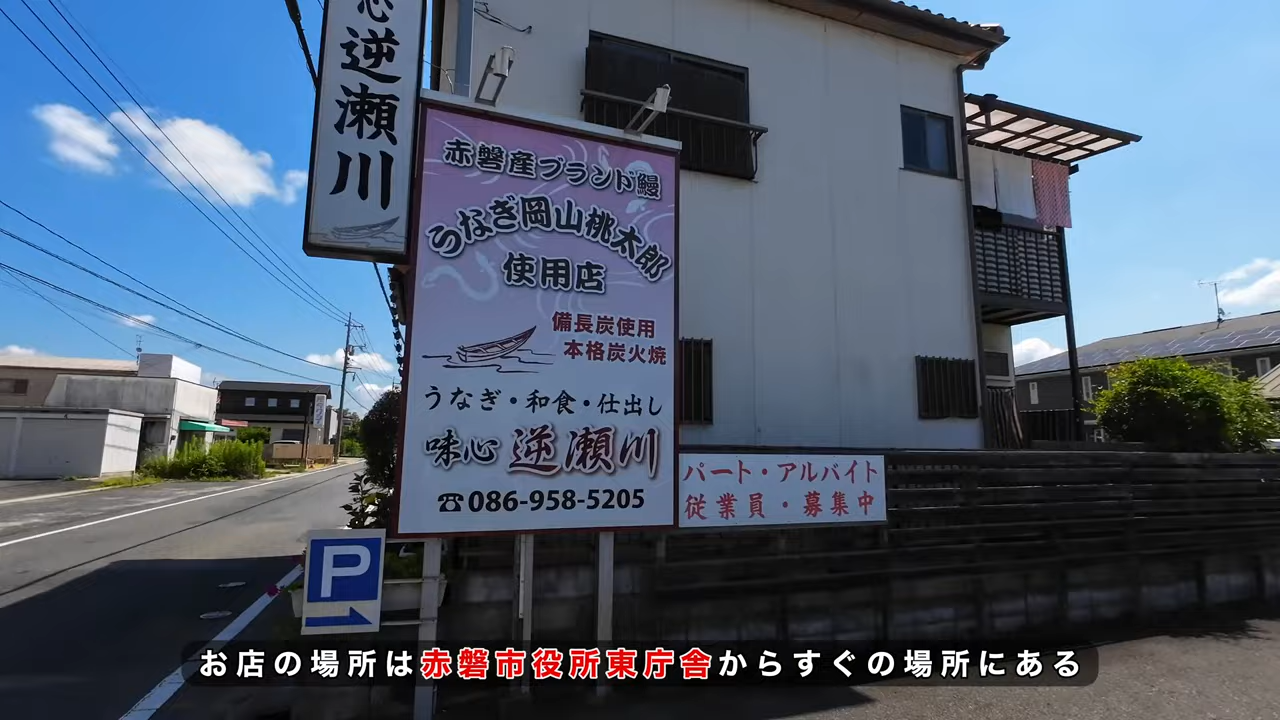 心逆瀬川
赤磐産ブランド鰻
うなぎ岡山桃太郎
使用店
備長炭使用
本格炭火焼
うなぎ・和食・仕出し
味心 逆瀬川
☎086-958-5205
パート・アルバイト
従業員・募集中
P
お店の場所は赤磐市役所東庁舎からすぐの場所にある